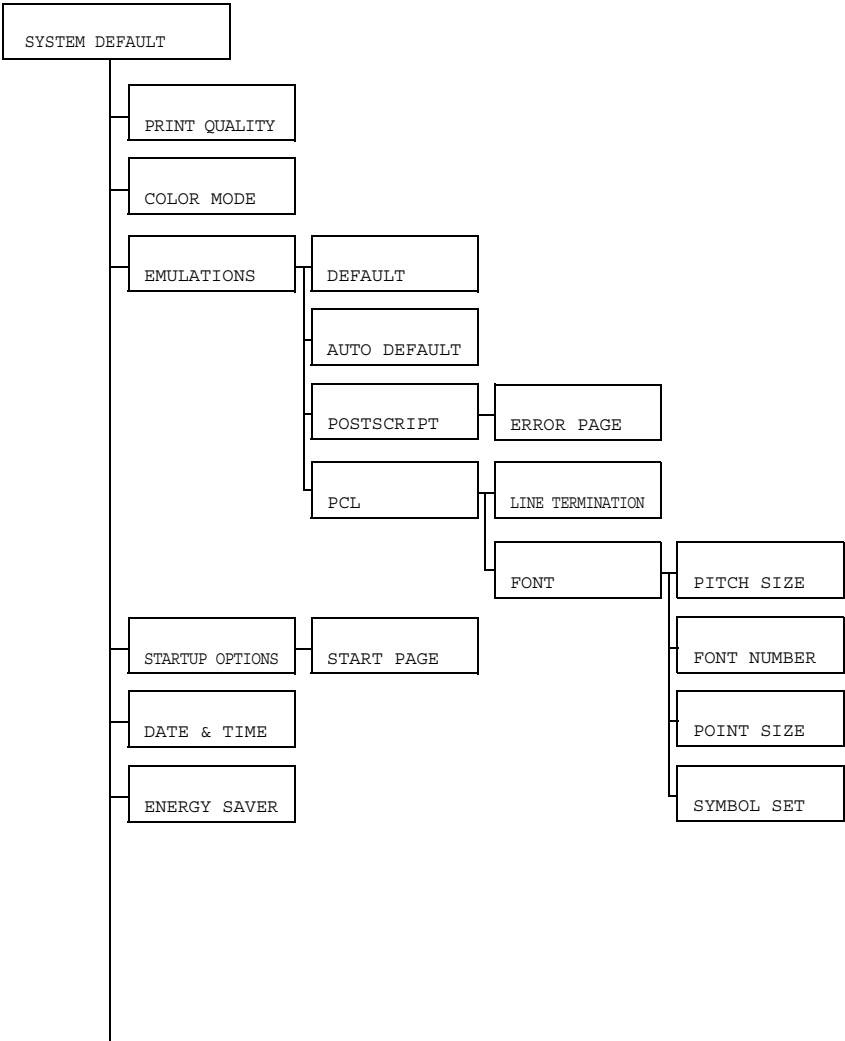 SYSTEM DEFAULT
PRINT QUALITY
COLOR MODE
EMULATIONS
DEFAULT
AUTO DEFAULT
POSTSCRIPT
ERROR PAGE
PCL
LINE TERMINATION
FONT
PITCH SIZE
FONT NUMBER
POINT SIZE
SYMBOL SET
STARTUP OPTIONS
START PAGE
DATE & TIME
ENERGY SAVER